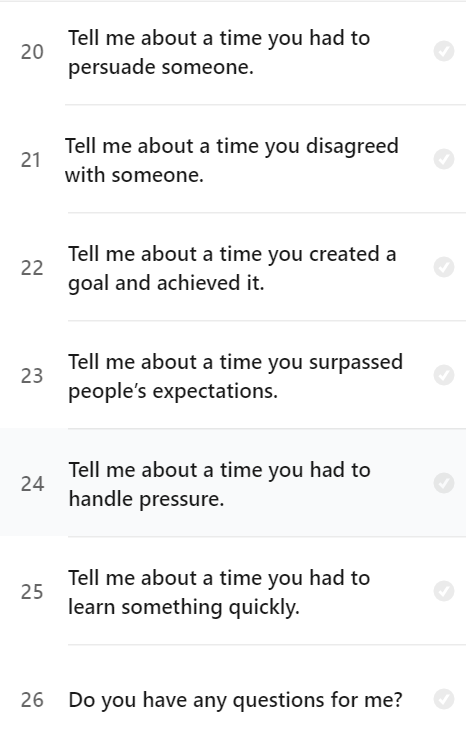 20
Tell me about a time you had to
persuade someone.
21
Tell me about a time you disagreed
with someone.
22
Tell me about a time you created a
goal and achieved it.
23
Tell me about a time you surpassed
people’s expectations.
24
Tell me about a time you had to
handle pressure.
25
Tell me about a time you had to
learn something quickly.
26
Do you have any questions for me?